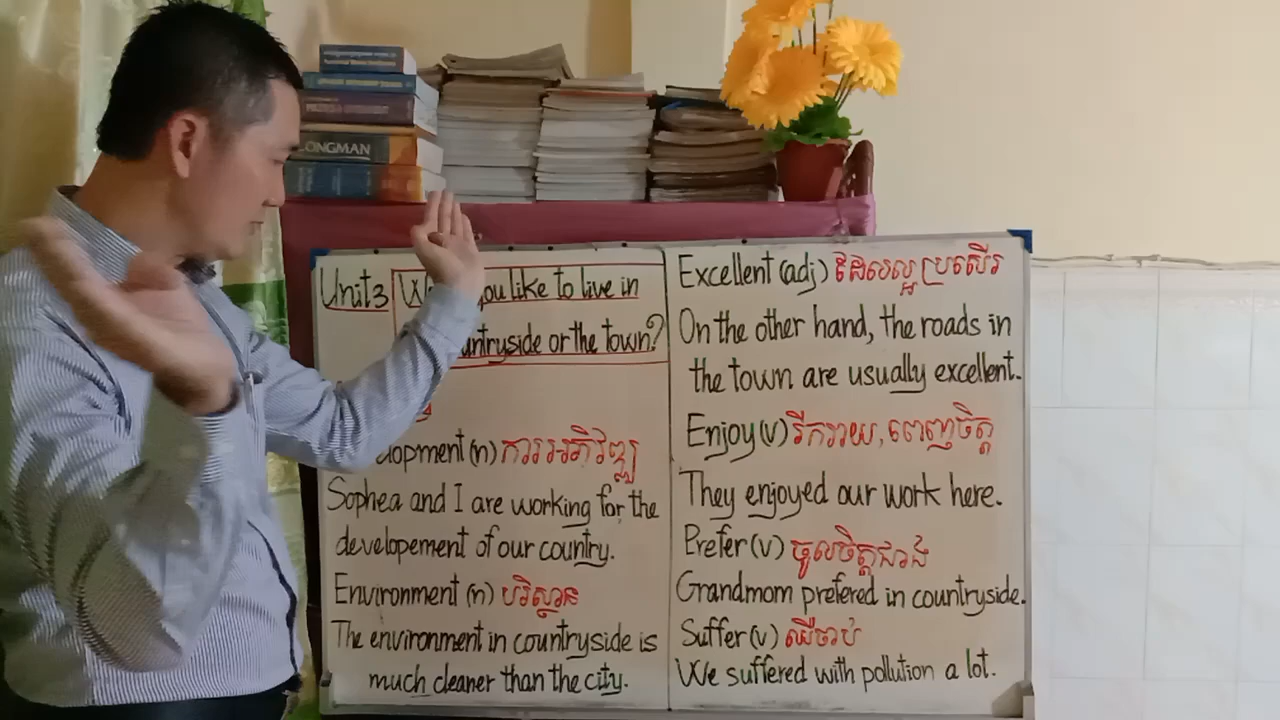 LONGMAN
Unit3
you like to live in
untryside or the town?
lopment (n) ការអភិវឌ្ឍ
Sophea and I are working for the
developement of our country.
Environment (n) បរិស្ថាន
The environment in countryside is
much cleaner than the city.
Excellent (adj) ដែលល្អប្រសើរ
On the other hand, the roads in
the town are usually excellent.
Enjoy (v) រីករាយ, ពេញចិត្ត
They enjoyed our work here.
Prefer (v) ចូលចិត្តជាង
Grandmom prefered in countryside.
Suffer (v) ឈឺចាប់
We suffered with pollution a lot.